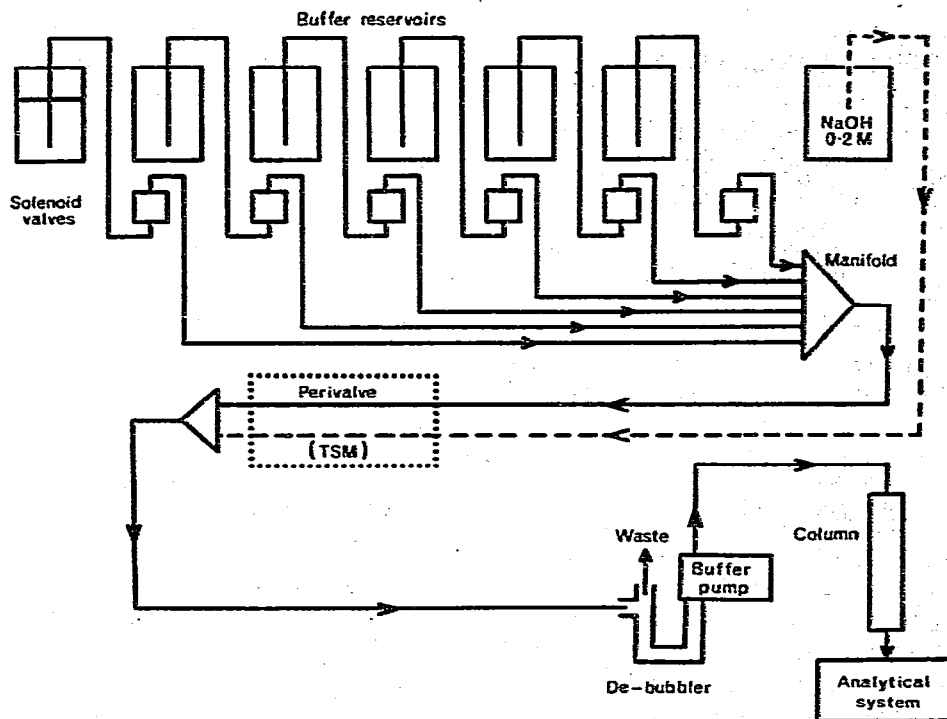 Buffer reservoirs
NaOH
0·2 M
Solenoid
valves
Manifold
Perivalve
(TSM)
Waste
Buffer
pump
Column
De-bubbler
Analytical
system